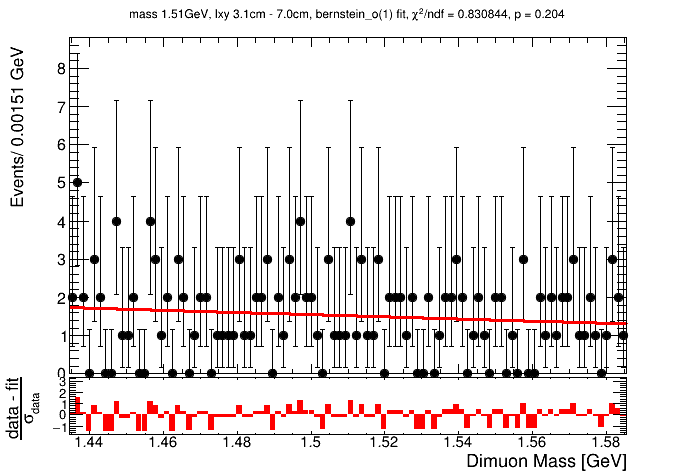 mass 1.51GeV, lxy 3.1cm - 7.0cm, bernstein_o(1) fit, χ²/ndf = 0.830844, p = 0.204
Events/ 0.00151 GeV
8
7
6
5
4
3
2
1
0
data - fit
σdata
3
2
1
0
−1
1.44 1.46 1.48 1.5 1.52 1.54 1.56 1.58
Dimuon Mass [GeV]